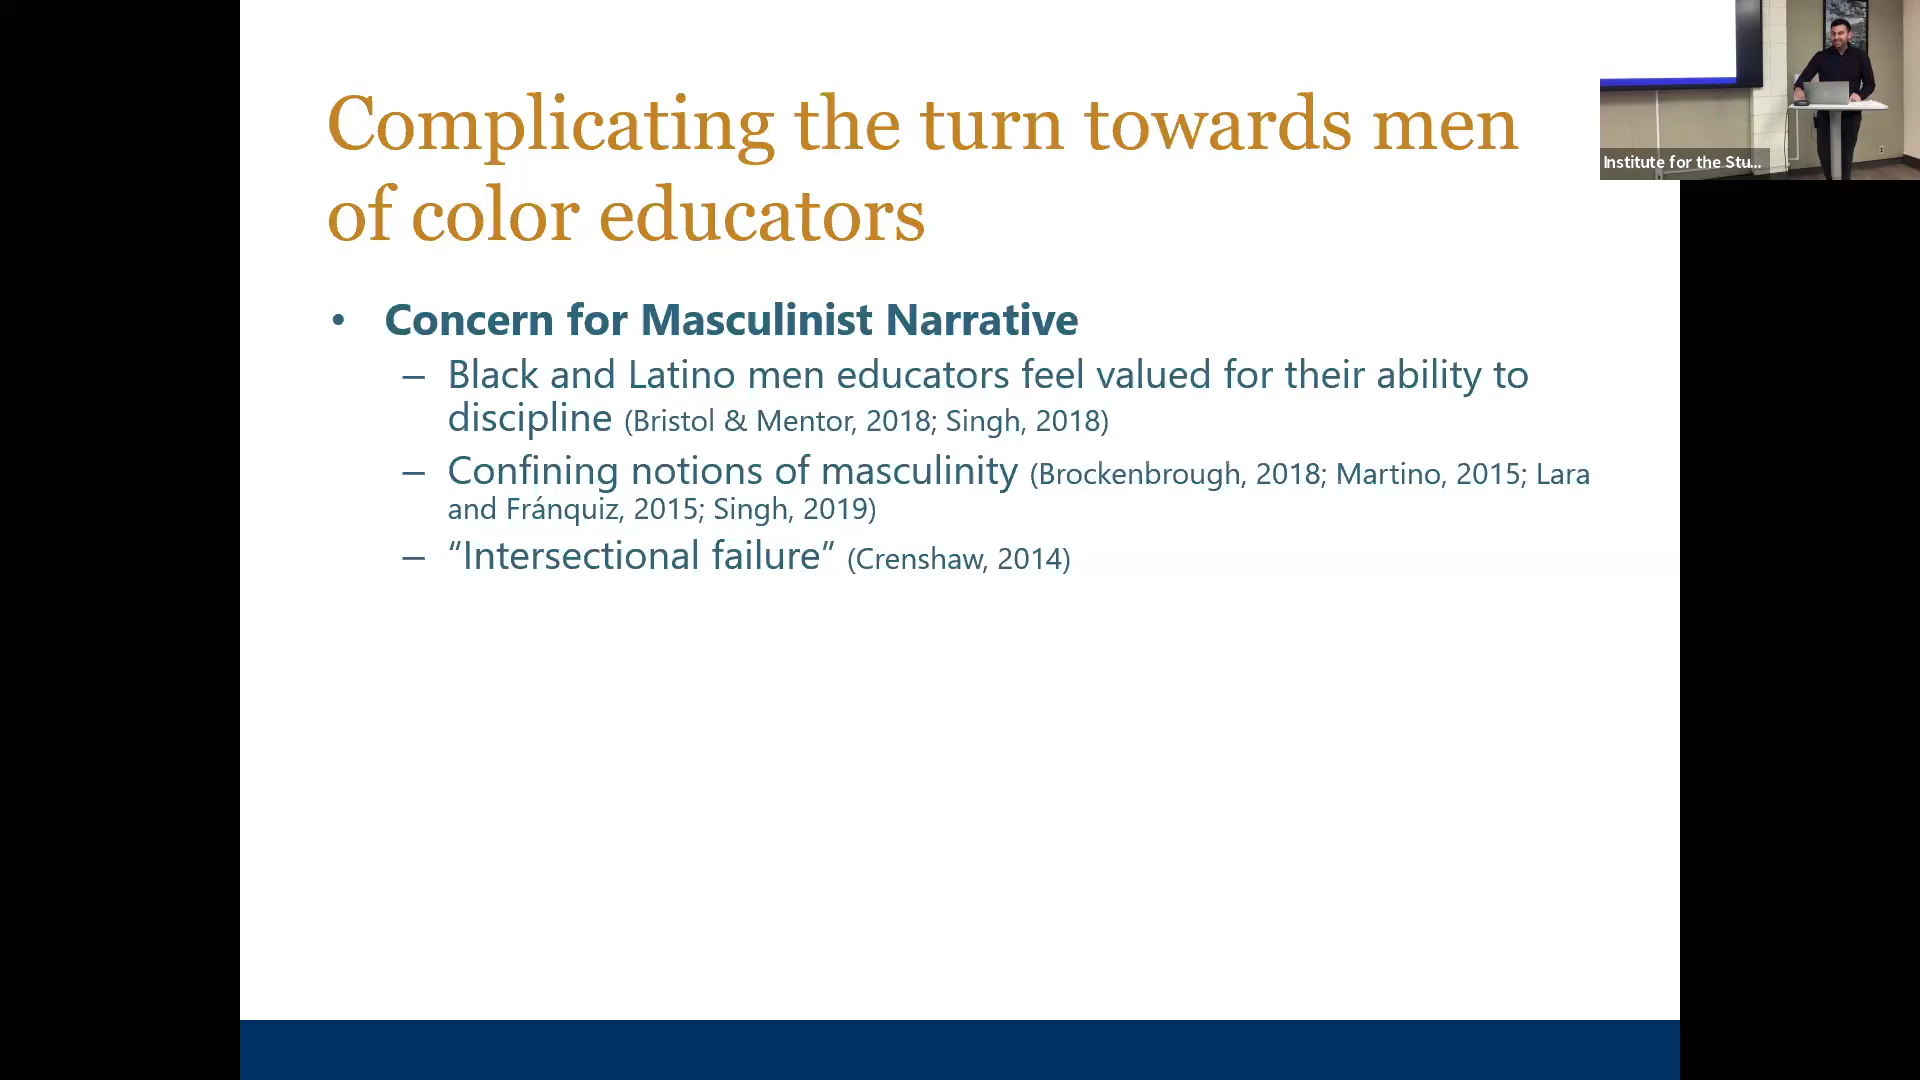 Complicating the turn towards men
of color educators
• Concern for Masculinist Narrative
– Black and Latino men educators feel valued for their ability to
discipline (Bristol & Mentor, 2018; Singh, 2018)
– Confining notions of masculinity (Brockenbrough, 2018; Martino, 2015; Lara
and Fránquiz, 2015; Singh, 2019)
– “Intersectional failure” (Crenshaw, 2014)
Institute for the Stu...